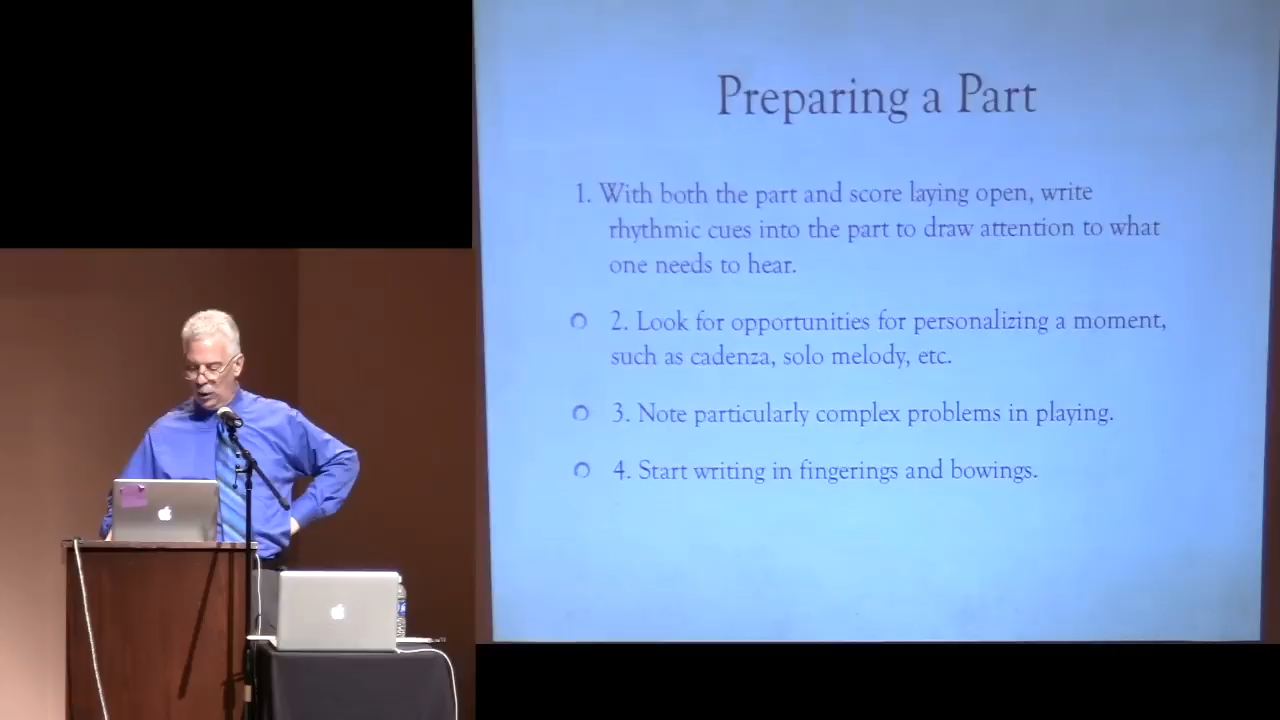 Preparing a Part
1. With both the part and score laying open, write
rhythmic cues into the part to draw attention to what
one needs to hear.
2. Look for opportunities for personalizing a moment,
such as cadenza, solo melody, etc.
3. Note particularly complex problems in playing.
4. Start writing in fingerings and bowings.